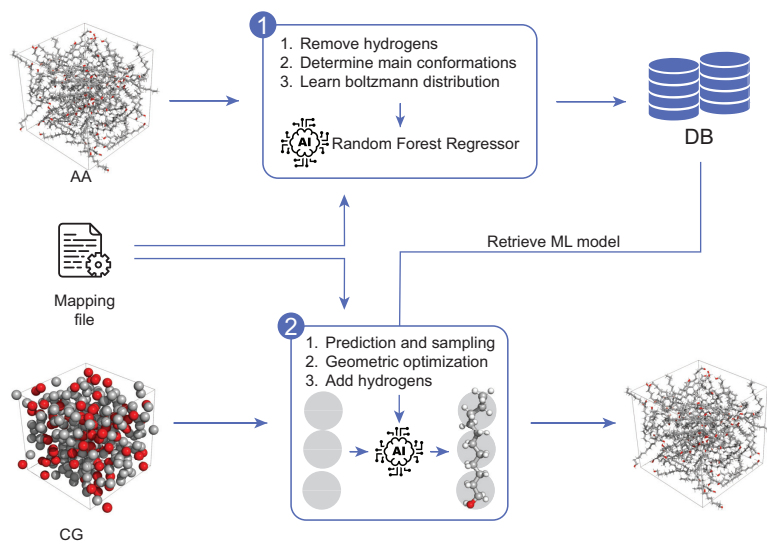 1
1. Remove hydrogens
2. Determine main conformations
3. Learn boltzmann distribution
AI
Random Forest Regressor
AA
DB
Mapping
file
Retrieve ML model
2
1. Prediction and sampling
2. Geometric optimization
3. Add hydrogens
AI
CG